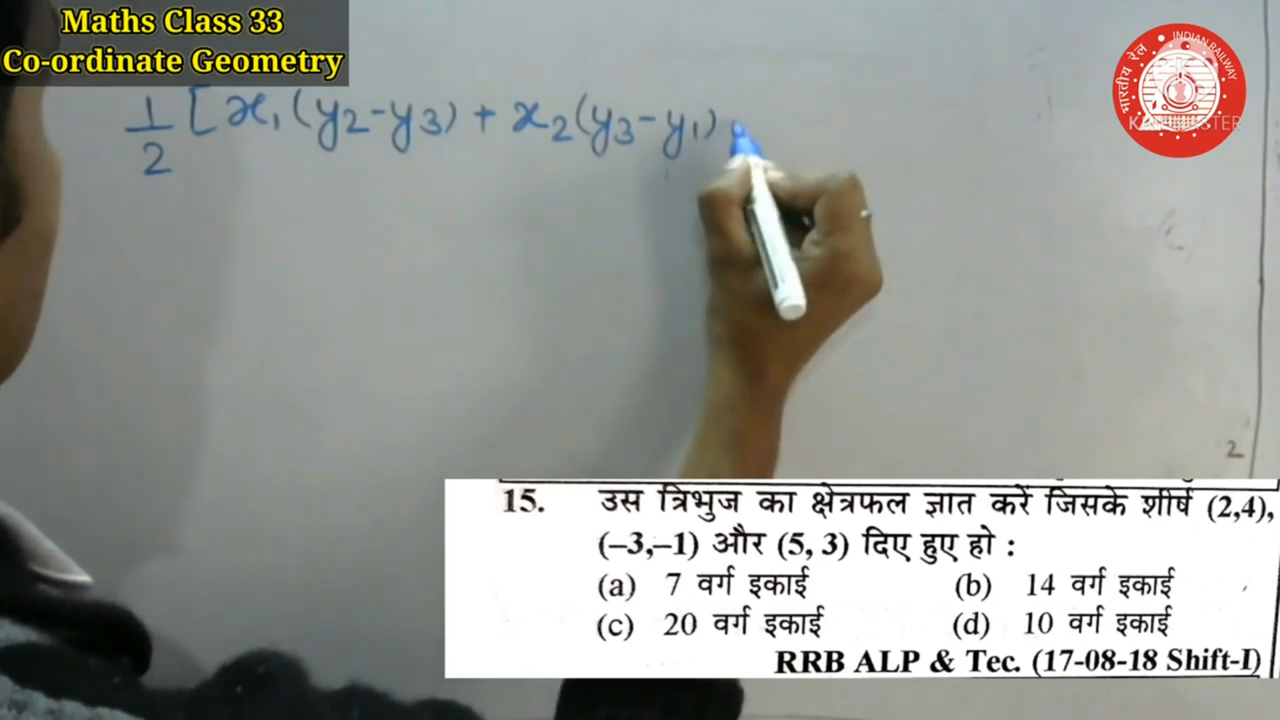 Maths Class 33
Co-ordinate Geometry
भारतीय रेल INDIAN RAILWAY
1/2 [x₁(y₂-y₃) + x₂(y₃-y₁)
2
15. उस त्रिभुज का क्षेत्रफल ज्ञात करें जिसके शीर्ष (2,4),
(–3,–1) और (5, 3) दिए हुए हो :
(a) 7 वर्ग इकाई (b) 14 वर्ग इकाई
(c) 20 वर्ग इकाई (d) 10 वर्ग इकाई
RRB ALP & Tec. (17-08-18 Shift-I)